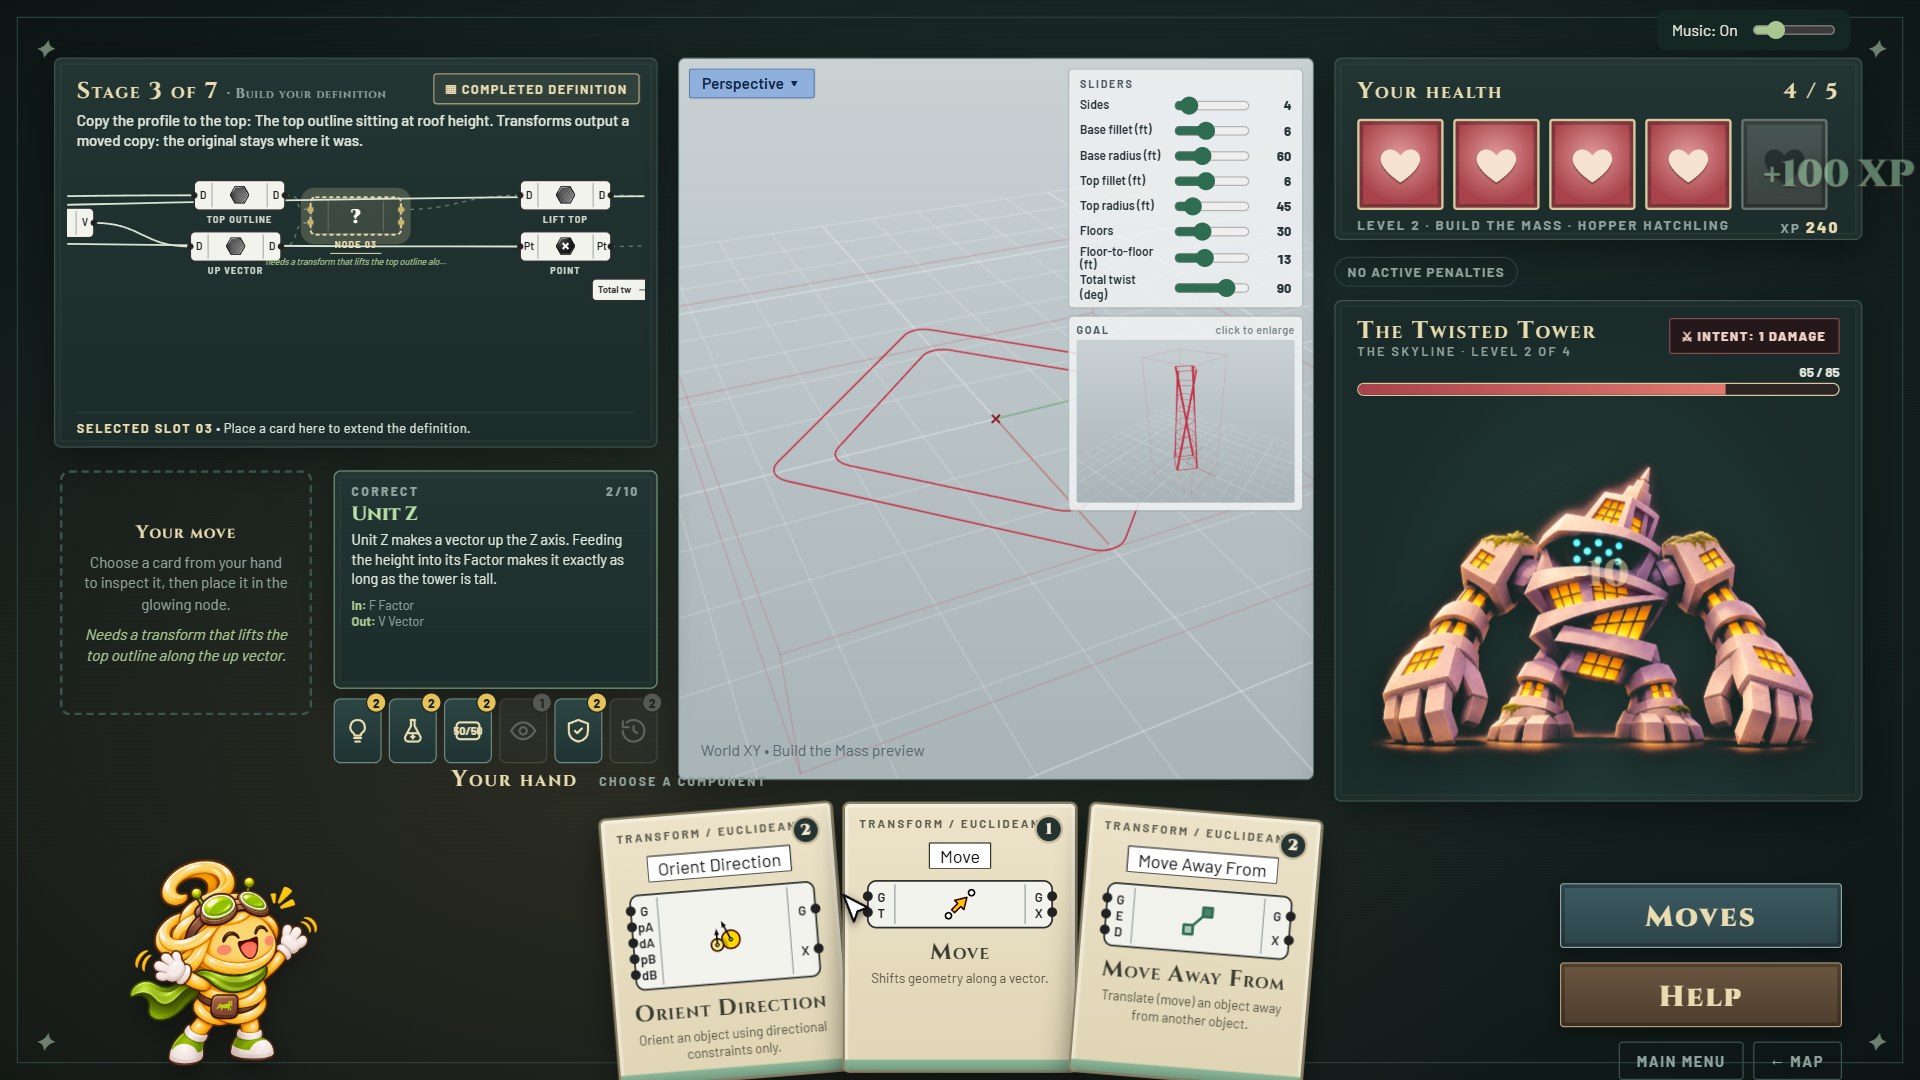 Music: On
STAGE 3 OF 7 · BUILD YOUR DEFINITION
COMPLETED DEFINITION
Copy the profile to the top: The top outline sitting at roof height. Transforms output a
moved copy: the original stays where it was.
D D
TOP OUTLINE
?
NODE 03
needs a transform that lifts the top outline alo...
V
D D
UP VECTOR
D D
LIFT TOP
Pt Pt
POINT
Total tw
SELECTED SLOT 03 • Place a card here to extend the definition.
YOUR MOVE
Choose a card from your hand
to inspect it, then place it in the
glowing node.
Needs a transform that lifts the
top outline along the up vector.
CORRECT 2/10
UNIT Z
Unit Z makes a vector up the Z axis. Feeding
the height into its Factor makes it exactly as
long as the tower is tall.
In: F Factor
Out: V Vector
2 2 2 1 2 2
50/50
Perspective ▾
SLIDERS
Sides 4
Base fillet (ft) 6
Base radius (ft) 60
Top fillet (ft) 6
Top radius (ft) 45
Floors 30
Floor-to-floor
(ft) 13
Total twist
(deg) 90
GOAL click to enlarge
World XY • Build the Mass preview
YOUR HEALTH 4 / 5
+100 XP
LEVEL 2 · BUILD THE MASS · HOPPER HATCHLING XP 240
NO ACTIVE PENALTIES
THE TWISTED TOWER
THE SKYLINE · LEVEL 2 OF 4
INTENT: 1 DAMAGE
65 / 85
YOUR HAND CHOOSE A COMPONENT
TRANSFORM / EUCLIDEAN 2
Orient Direction
G
pA
dA
pB
dB
G
X
ORIENT DIRECTION
Orient an object using directional
constraints only.
TRANSFORM / EUCLIDEAN 1
Move
G
T
G
X
MOVE
Shifts geometry along a vector.
TRANSFORM / EUCLIDEAN 2
Move Away From
G
E
D
G
X
MOVE AWAY FROM
Translate (move) an object away
from another object.
MOVES
HELP
MAIN MENU
← MAP